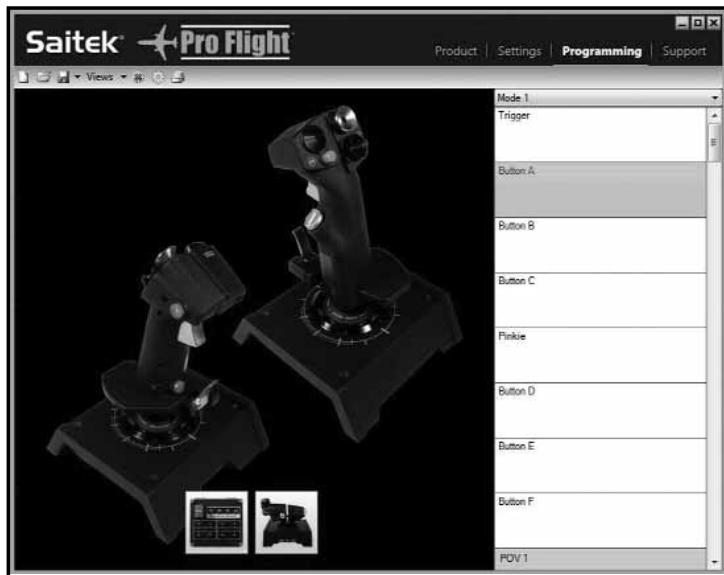 Saitek Pro Flight
Product | Settings | Programming | Support
Views
Mode 1
Trigger
Button A
Button B
Button C
Pinkie
Button D
Button E
Button F
POV 1